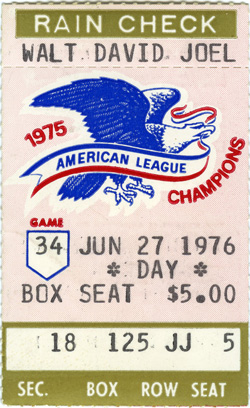 RAIN CHECK
WALT DAVID JOEL
1975
AMERICAN LEAGUE
CHAMPIONS
GAME
34 JUN 27 1976
* DAY *
BOX SEAT $5.00
18 125 JJ 5
SEC. BOX ROW SEAT